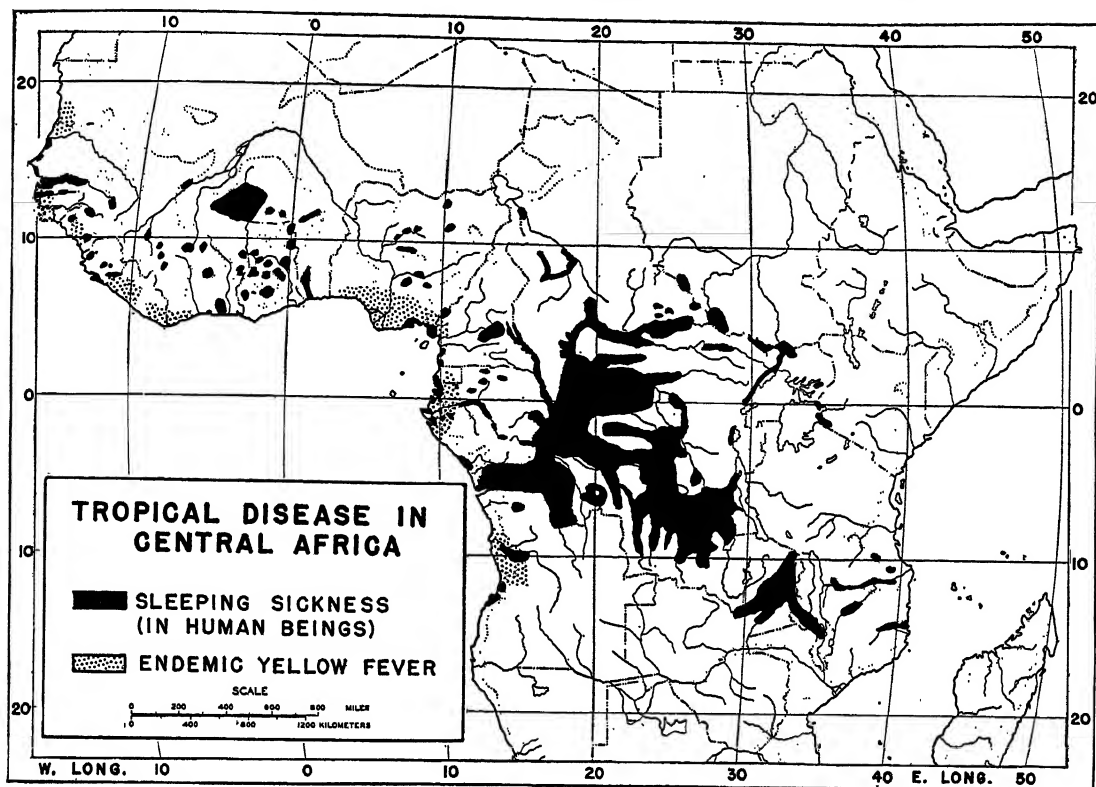 10 0 10 20 30 40 50
20 20
10 10
0 0
TROPICAL DISEASE IN
CENTRAL AFRICA
10 10
SLEEPING SICKNESS
(IN HUMAN BEINGS)
ENDEMIC YELLOW FEVER
SCALE
0 200 400 600 800 MILES
0 400 800 1200 KILOMETERS
20 20
W. LONG. 10 0 10 20 30 40 E. LONG. 50